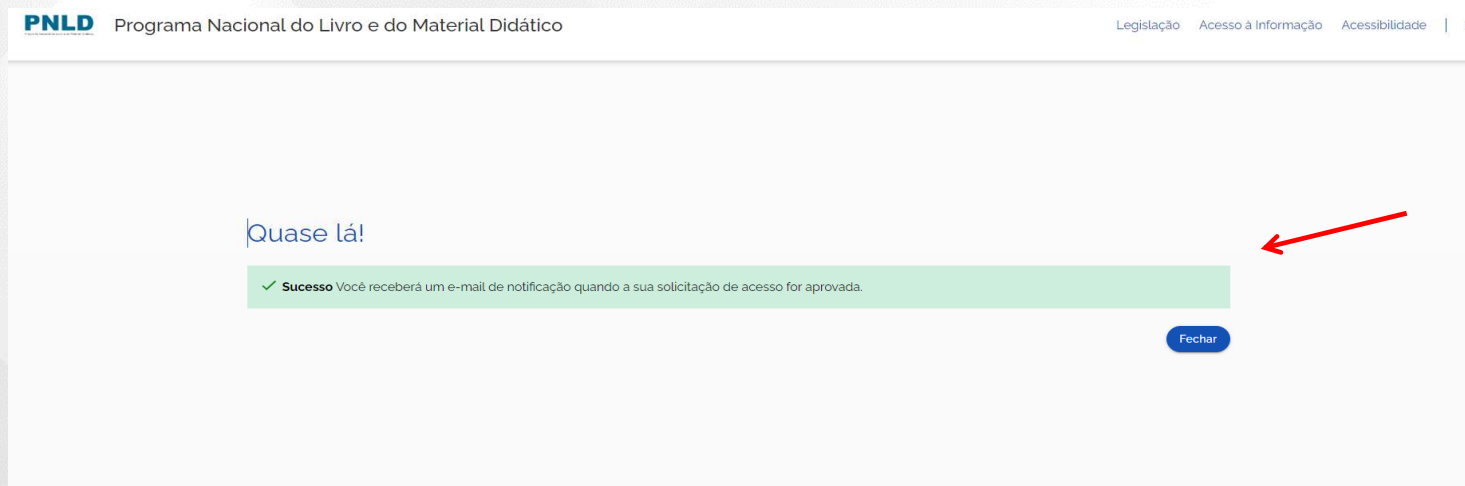 PNLD Programa Nacional do Livro e do Material Didático Legislação Acesso à Informação Acessibilidade |
Quase lá!
Sucesso Você receberá um e-mail de notificação quando a sua solicitação de acesso for aprovada.
Fechar